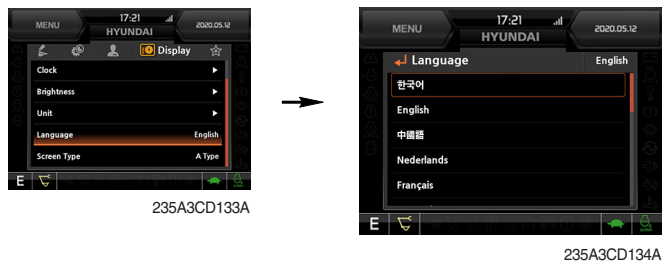 MENU
17:21
HYUNDAI
2020.05.12
Display
Clock
Brightness
Unit
Language English
Screen Type A Type
E
235A3CD133A
MENU
17:21
HYUNDAI
2020.05.12
Language English
한국어
English
中國語
Nederlands
Français
E
235A3CD134A